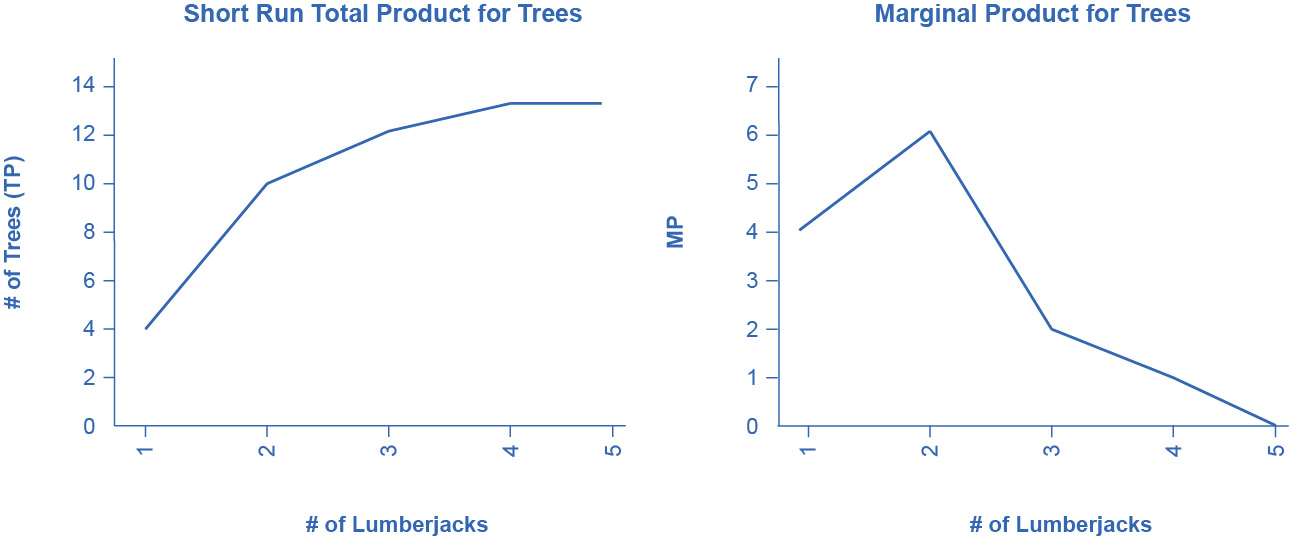 Short Run Total Product for Trees
# of Trees (TP)
14
12
10
8
6
4
2
0
1 2 3 4 5
# of Lumberjacks
Marginal Product for Trees
MP
7
6
5
4
3
2
1
0
1 2 3 4 5
# of Lumberjacks